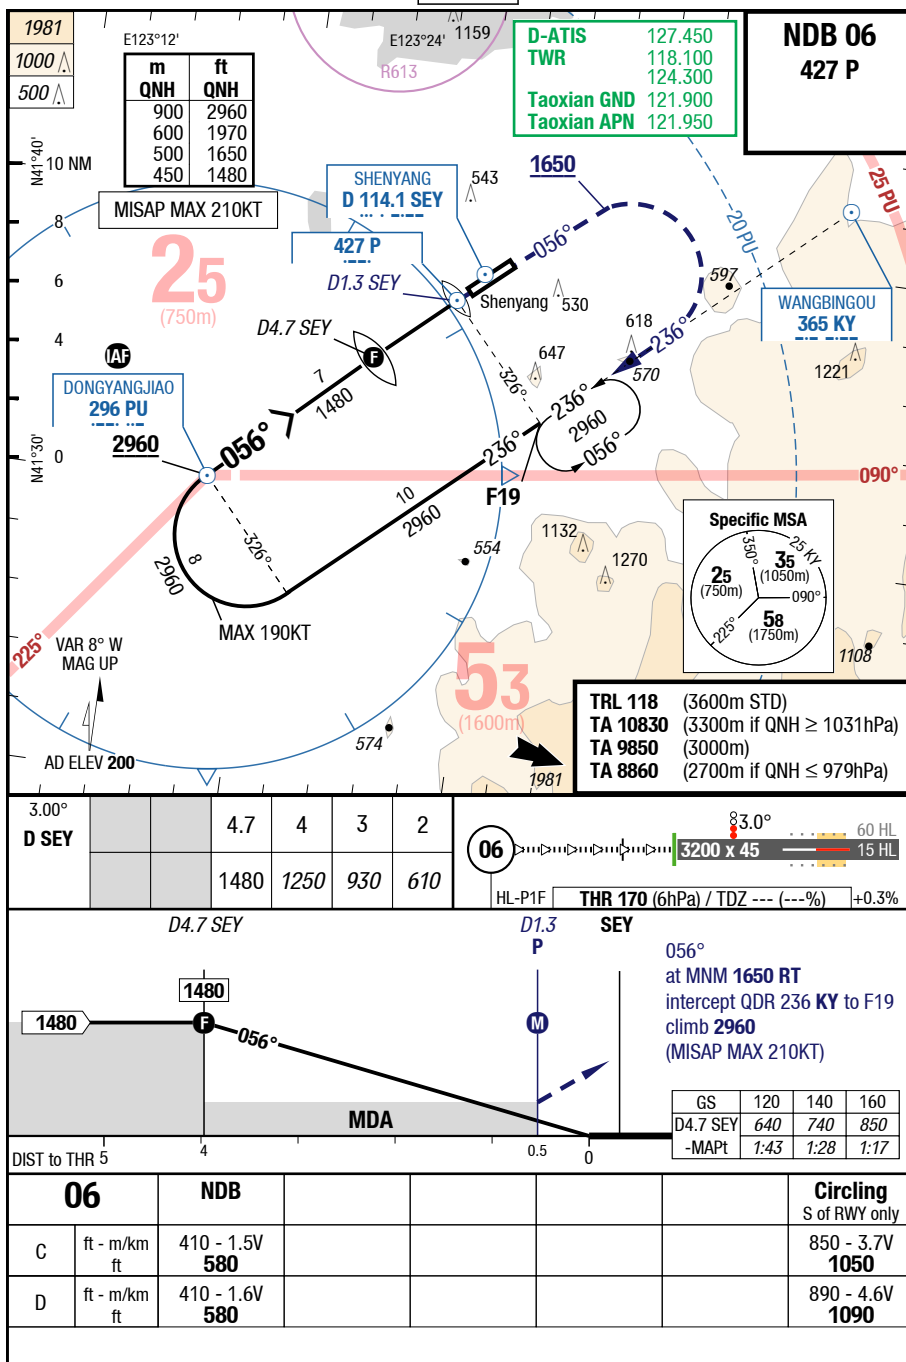 1981
1000
500
E123°12'
m ft
QNH QNH
900 2960
600 1970
500 1650
450 1480
MISAP MAX 210KT
E123°24'
1159
R613
D-ATIS 127.450
TWR 118.100
124.300
Taoxian GND 121.900
Taoxian APN 121.950
NDB 06
427 P
N41°40'
10 NM
8
6
4
0
N41°30'
25
(750m)
SHENYANG
D 114.1 SEY
427 P
D1.3 SEY
D4.7 SEY
543
1650
056°
20 PU
25 PU
597
Shenyang
530
WANGBINGOU
365 KY
618
236°
570
647
1221
IAF
DONGYANGJIAO
296 PU
2960
F
7
1480
056°
326°
236°
2960
056°
236°
090°
F19
10
2960
326°
8
2960
MAX 190KT
554
1132
1270
Specific MSA
350°
25 KY
25
(750m)
35
(1050m)
090°
225°
58
(1750m)
1108
225°
VAR 8° W
MAG UP
AD ELEV 200
574
53
(1600m)
1981
TRL 118 (3600m STD)
TA 10830 (3300m if QNH ≥ 1031hPa)
TA 9850 (3000m)
TA 8860 (2700m if QNH ≤ 979hPa)
3.00°
D SEY
4.7 4 3 2
1480 1250 930 610
06
3.0°
3200 x 45
60 HL
15 HL
HL-P1F
THR 170 (6hPa) / TDZ --- (---%)
+0.3%
D4.7 SEY
D1.3
P
SEY
1480
1480
F
056°
M
MDA
056°
at MNM 1650 RT
intercept QDR 236 KY to F19
climb 2960
(MISAP MAX 210KT)
GS 120 140 160
D4.7 SEY 640 740 850
-MAPt 1:43 1:28 1:17
DIST to THR 5 4 0.5 0
06 NDB Circling
S of RWY only
C ft - m/km 410 - 1.5V 850 - 3.7V
ft 580 1050
D ft - m/km 410 - 1.6V 890 - 4.6V
ft 580 1090